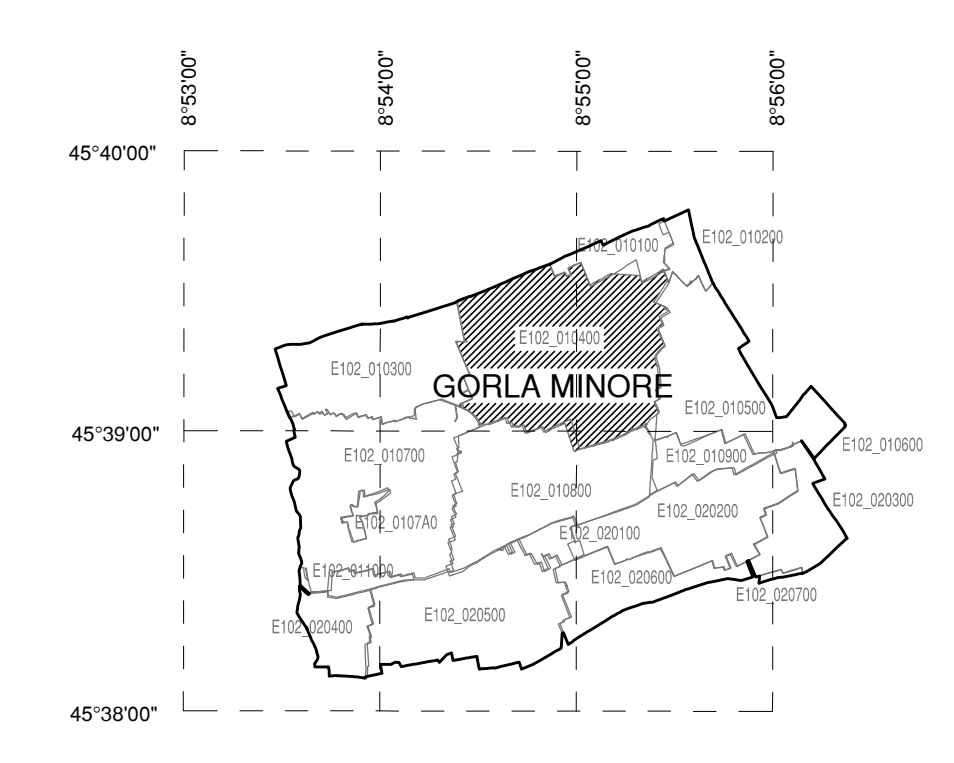 8°53'00"
8°54'00"
8°55'00"
8°56'00"
45°40'00"
E102_010100
E102_010200
E102_010400
E102_010300
GORLA MINORE
E102_010500
45°39'00"
E102_010600
E102_010700
E102_010900
E102_010800
E102_020300
E102_020200
E102_0107A0
E102_020100
E102_011000
E102_020600
E102_020700
E102_020500
E102_020400
45°38'00"